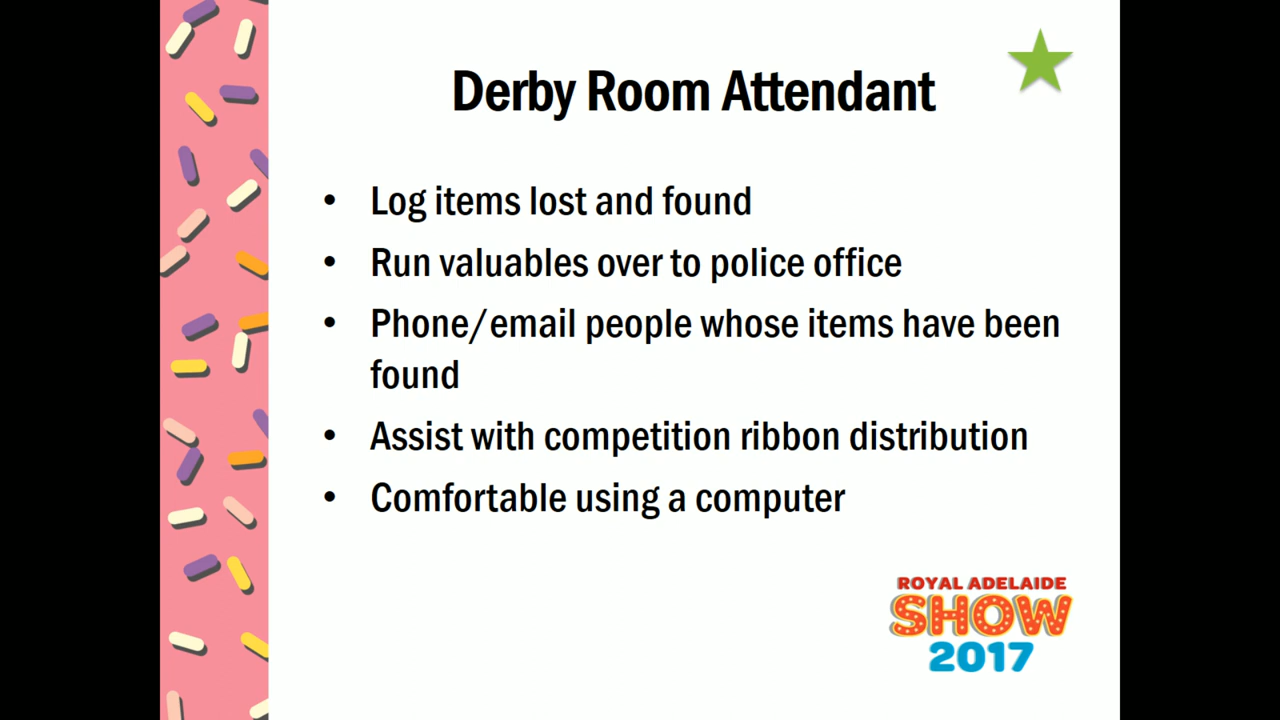 Derby Room Attendant
• Log items lost and found
• Run valuables over to police office
• Phone/email people whose items have been
found
• Assist with competition ribbon distribution
• Comfortable using a computer
ROYAL ADELAIDE
SHOW
2017